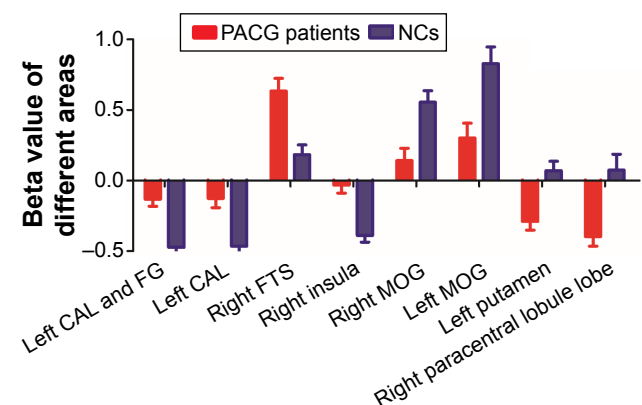 PACG patients NCs
Beta value of
different areas
1.0
0.5
0.0
–0.5
Left CAL and FG
Left CAL
Right FTS
Right insula
Right MOG
Left MOG
Left putamen
Right paracentral lobule lobe